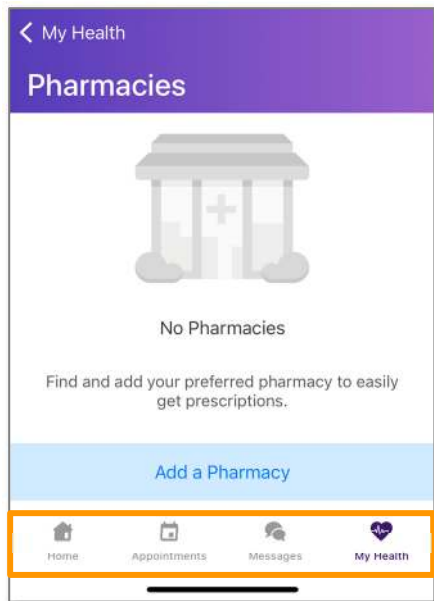 My Health
Pharmacies
No Pharmacies
Find and add your preferred pharmacy to easily
get prescriptions.
Add a Pharmacy
Home Appointments Messages My Health